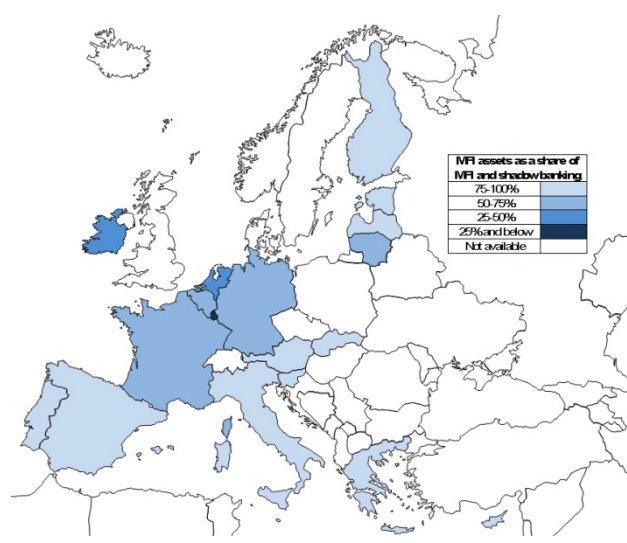 MFI assets as a share of
MFI and shadow banking
75-100%
50-75%
25-50%
25% and below
Not available